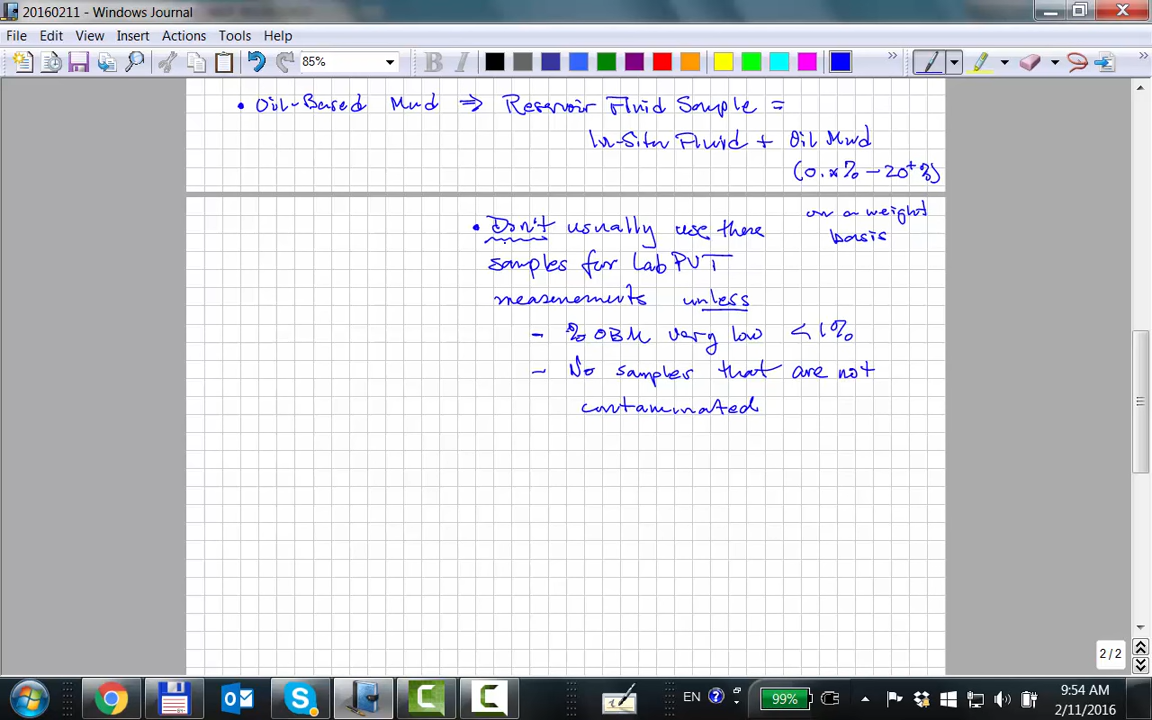 20160211 - Windows Journal
File Edit View Insert Actions Tools Help
85%
B I
• Oil-Based Mud ⇒ Reservoir Fluid Sample =
In-Situ Fluid + Oil Mud
(0.x% - 20+%)
on a weight
basis
• Don't usually use these
samples for Lab PVT
measurements unless
- % OBM very low < 1%
- No samples that are not
contaminated
2 / 2
EN
99%
9:54 AM
2/11/2016